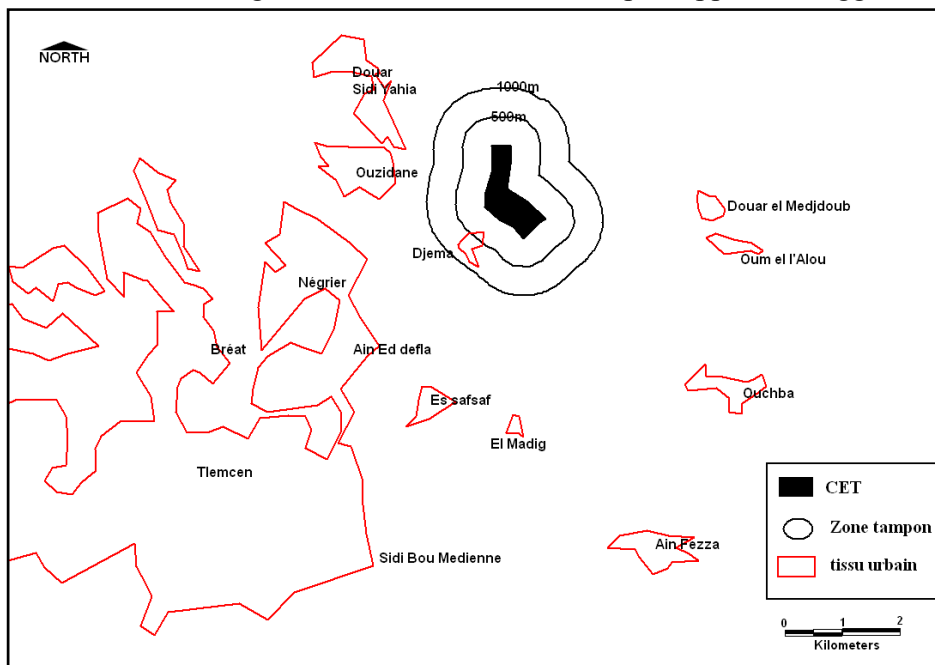 NORTH
Douar
Sidi Yahia
1000m
500m
Ouzidane
Douar el Medjdoub
Djema
Oum el l'Alou
Négrier
Bréat
Ain Ed defla
Es safsaf
Ouchba
El Madig
Tlemcen
Sidi Bou Medienne
Ain Fezza
CET
Zone tampon
tissu urbain
0 1 2
Kilometers